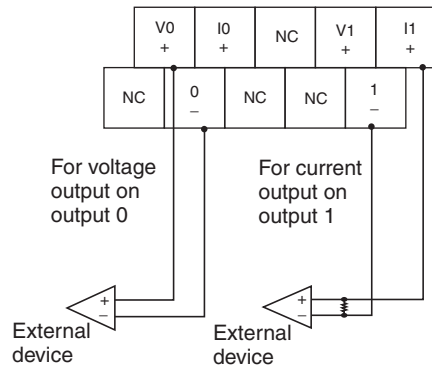 V0 I0 NC V1 I1
+ + + +
NC 0 NC NC 1
– –
For voltage
output on
output 0
For current
output on
output 1
+
–
External
device
+
–
External
device